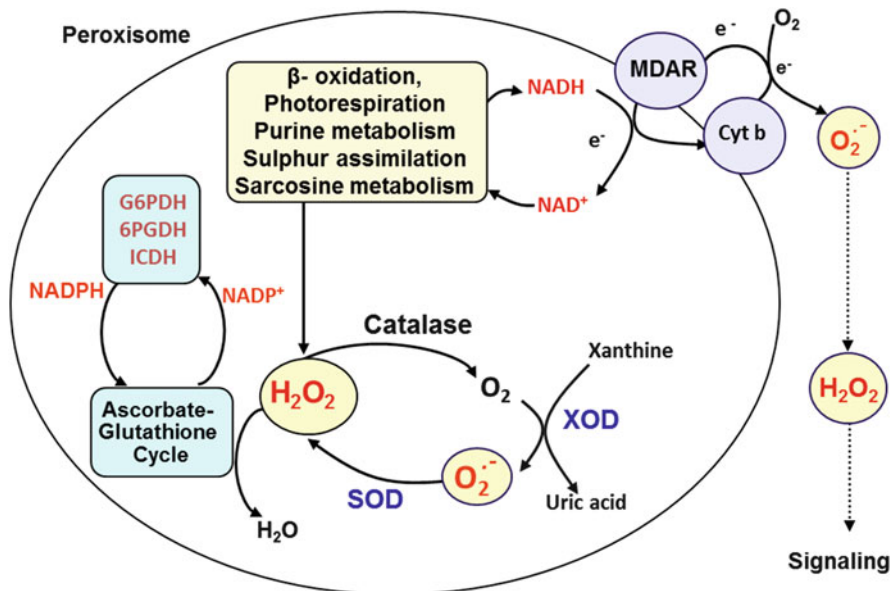 Peroxisome
β- oxidation,
Photorespiration
Purine metabolism
Sulphur assimilation
Sarcosine metabolism
NADH
e-
NAD+
MDAR
Cyt b
e -
O2
e-
O2·-
G6PDH
6PGDH
ICDH
NADPH
NADP+
Ascorbate-
Glutathione
Cycle
H2O2
Catalase
O2
Xanthine
XOD
Uric acid
O2·-
SOD
H2O
H2O2
Signaling